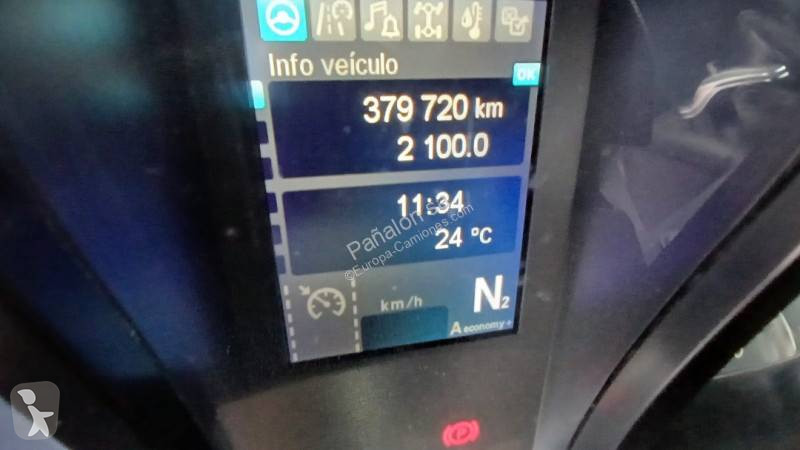 Info veículo
OK
379 720 km
2 100.0
11:34
24 °C
Pañalon
©Europa-Camiones.com
km/h
N2
A economy+
P